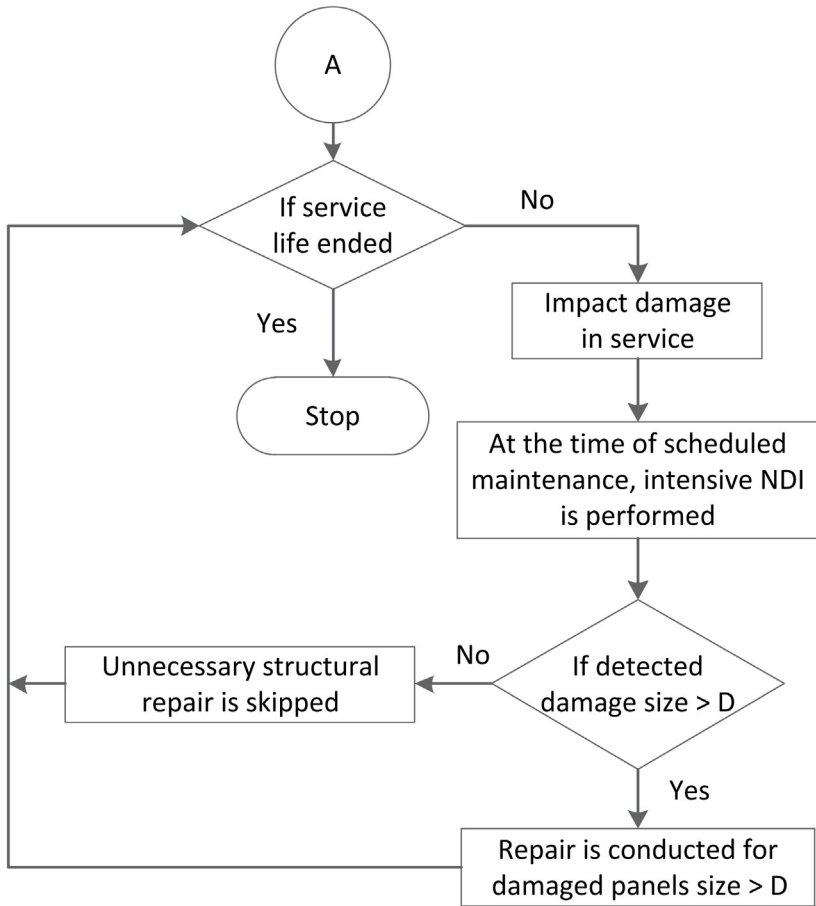 A
If service
life ended
No
Yes
Impact damage
in service
Stop
At the time of scheduled
maintenance, intensive NDI
is performed
If detected
damage size > D
No
Unnecessary structural
repair is skipped
Yes
Repair is conducted for
damaged panels size > D